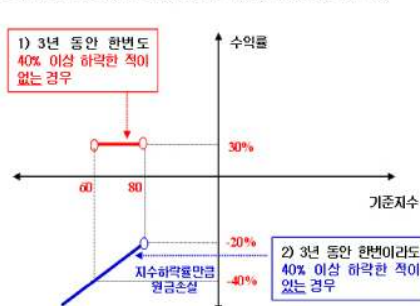 1) 3년 동안 한번도
40% 이상 하락한 적이
없는 경우
수익률
30%
60
80
기준지수
-20%
-40%
지수하락률만큼
원금손실
2) 3년 동안 한번이라도
40% 이상 하락한 적이
있는 경우